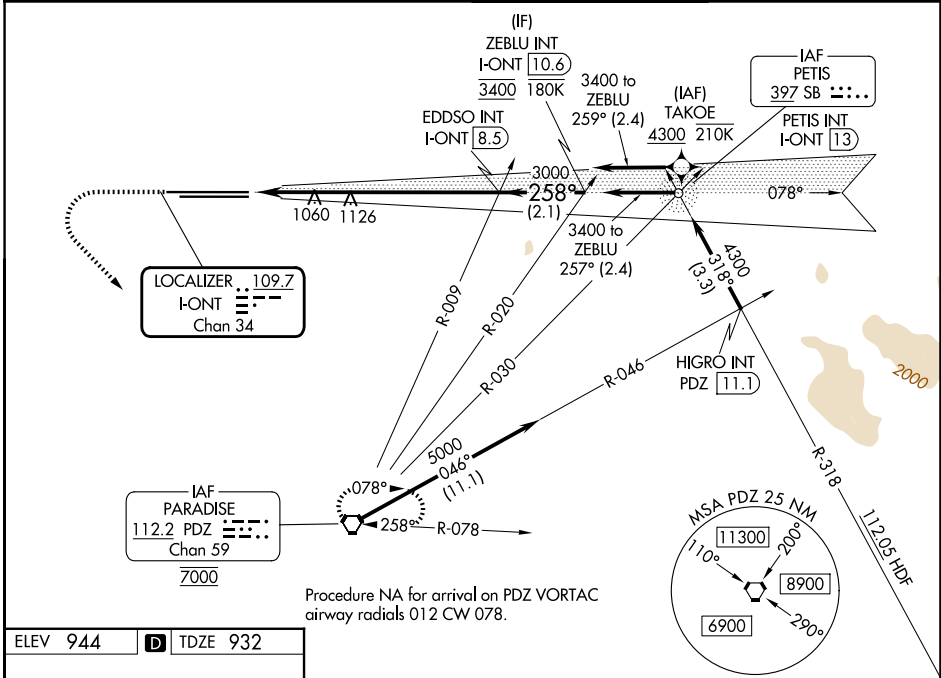 (IF)
ZEBLU INT
I-ONT 10.6
3400 180K
EDDSO INT
I-ONT 8.5
3400 to
ZEBLU
259° (2.4)
(IAF)
TAKOE
4300 210K
IAF
PETIS
397 SB
PETIS INT
I-ONT 13
3000
258°
(2.1)
078°
1060
1126
3400 to
ZEBLU
257° (2.4)
4300
318°
(3.3)
LOCALIZER 109.7
I-ONT
Chan 34
R-009
R-020
R-030
R-046
HIGRO INT
PDZ 11.1
2000
R-318
112.05 HDF
5000
046°
(11.1)
078°
258°
R-078
IAF
PARADISE
112.2 PDZ
Chan 59
7000
MSA PDZ 25 NM
11300
110°
200°
8900
6900
290°
Procedure NA for arrival on PDZ VORTAC
airway radials 012 CW 078.
ELEV 944 D TDZE 932